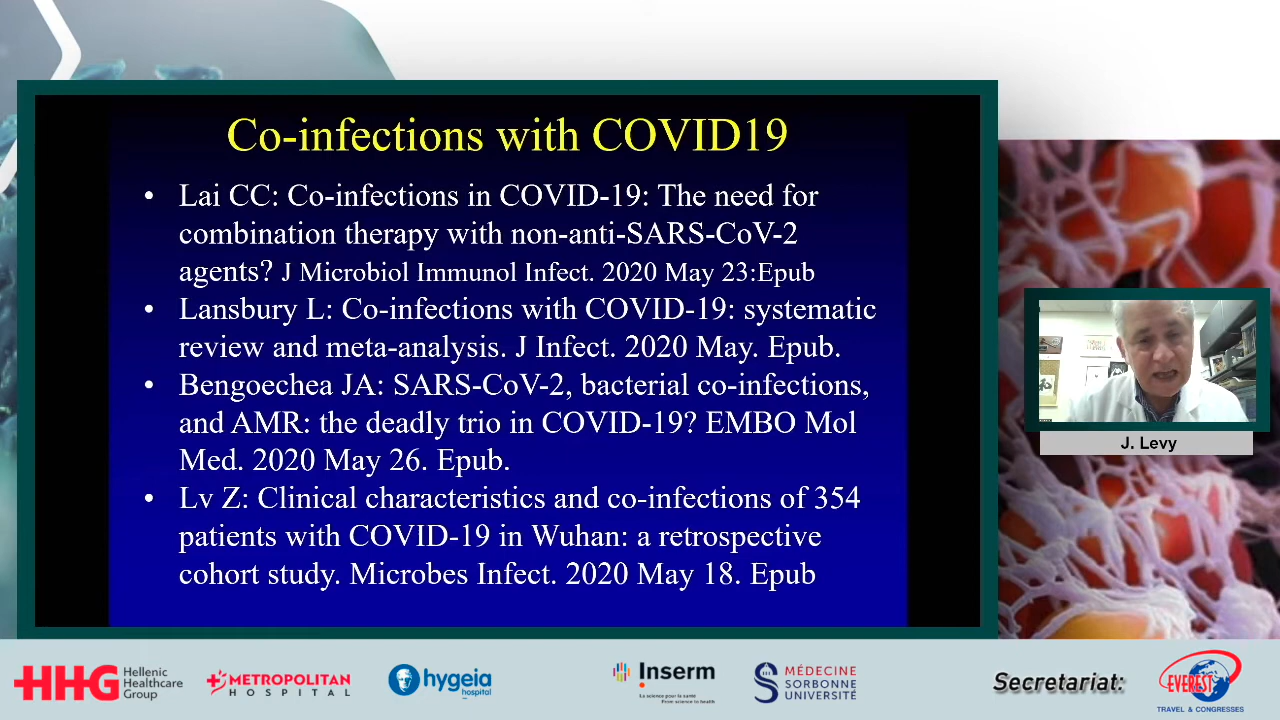 Co-infections with COVID19
• Lai CC: Co-infections in COVID-19: The need for
combination therapy with non-anti-SARS-CoV-2
agents? J Microbiol Immunol Infect. 2020 May 23:Epub
• Lansbury L: Co-infections with COVID-19: systematic
review and meta-analysis. J Infect. 2020 May. Epub.
• Bengoechea JA: SARS-CoV-2, bacterial co-infections,
and AMR: the deadly trio in COVID-19? EMBO Mol
Med. 2020 May 26. Epub.
• Lv Z: Clinical characteristics and co-infections of 354
patients with COVID-19 in Wuhan: a retrospective
cohort study. Microbes Infect. 2020 May 18. Epub
J. Levy
HHG
Hellenic
Healthcare
Group
METROPOLITAN
HOSPITAL
hygeia
hospital
Inserm
La science pour la santé
From science to health
MÉDECINE
SORBONNE
UNIVERSITÉ
Secretariat:
EVEREST
TRAVEL & CONGRESSES